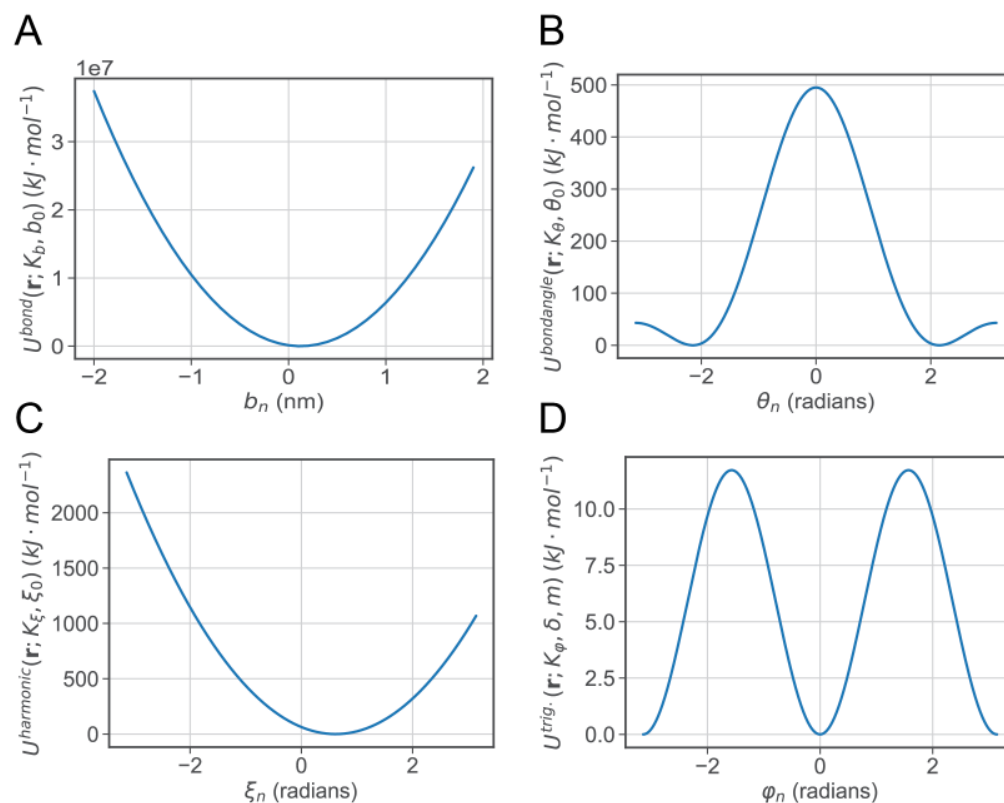 A
1e7
U^{bond}(r; K_b, b_0) (kJ · mol^{−1})
3
2
1
0
−2 −1 0 1 2
b_n (nm)
B
U^{bondangle}(r; K_θ, θ_0) (kJ · mol^{−1})
500
400
300
200
100
0
−2 0 2
θ_n (radians)
C
U^{harmonic}(r; K_ξ, ξ_0) (kJ · mol^{−1})
2000
1500
1000
500
0
−2 0 2
ξ_n (radians)
D
U^{trig.}(r; K_φ, δ, m) (kJ · mol^{−1})
10.0
7.5
5.0
2.5
0.0
−2 0 2
φ_n (radians)